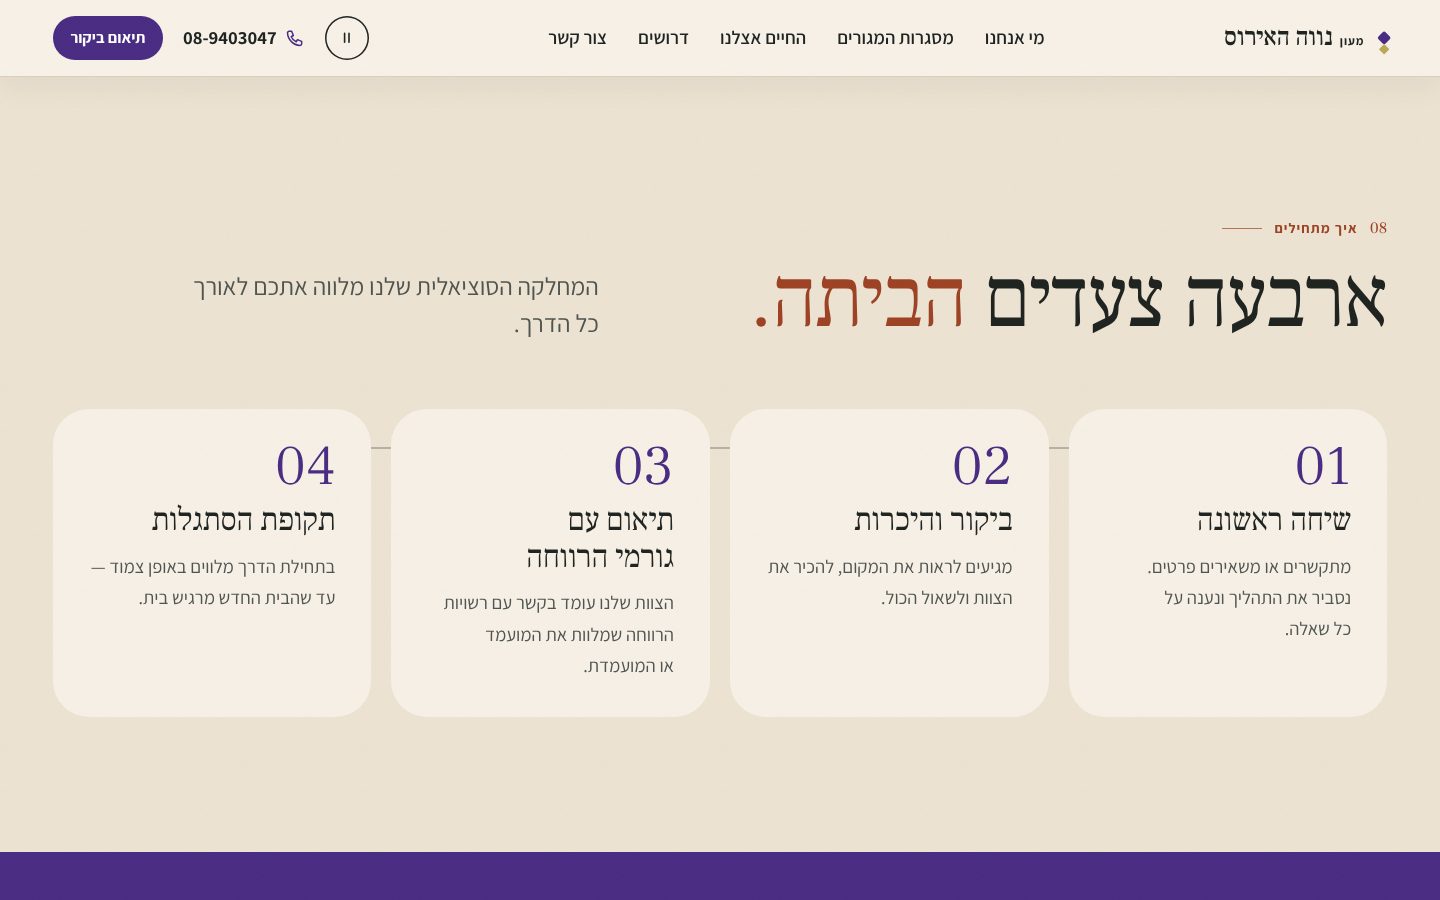 מעון נווה האירוס
מי אנחנו
מסגרות המגורים
החיים אצלנו
דרושים
צור קשר
08-9403047
תיאום ביקור
08 איך מתחילים
ארבעה צעדים הביתה.
המחלקה הסוציאלית שלנו מלווה אתכם לאורך
כל הדרך.
01
שיחה ראשונה
מתקשרים או משאירים פרטים.
נסביר את התהליך ונענה על
כל שאלה.
02
ביקור והיכרות
מגיעים לראות את המקום, להכיר את
הצוות ולשאול הכול.
03
תיאום עם
גורמי הרווחה
הצוות שלנו עומד בקשר עם רשויות
הרווחה שמלוות את המועמד
או המועמדת.
04
תקופת הסתגלות
בתחילת הדרך מלווים באופן צמוד —
עד שהבית החדש מרגיש בית.